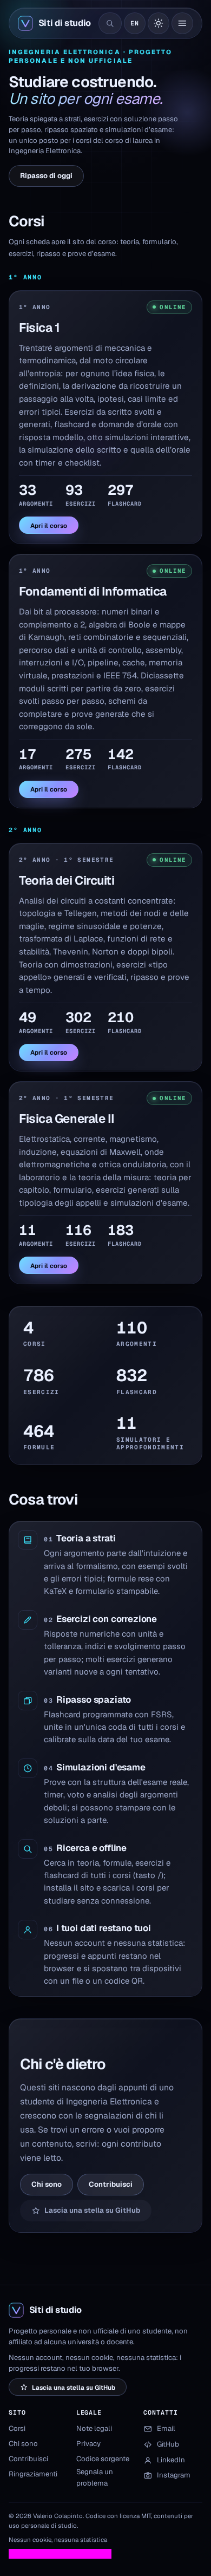 Siti di studio
EN
INGEGNERIA ELETTRONICA · PROGETTO
PERSONALE E NON UFFICIALE
Studiare costruendo.
Un sito per ogni esame.
Teoria spiegata a strati, esercizi con soluzione passo
per passo, ripasso spaziato e simulazioni d'esame:
un unico posto per i corsi del corso di laurea in
Ingegneria Elettronica.
Ripasso di oggi
Corsi
Ogni scheda apre il sito del corso: teoria, formulario,
esercizi, ripasso e prove d'esame.
1° ANNO
1° ANNO
ONLINE
Fisica 1
Trentatré argomenti di meccanica e
termodinamica, dal moto circolare
all'entropia: per ognuno l'idea fisica, le
definizioni, la derivazione da ricostruire un
passaggio alla volta, ipotesi, casi limite ed
errori tipici. Esercizi da scritto svolti e
generati, flashcard e domande d'orale con
risposta modello, otto simulazioni interattive,
la simulazione dello scritto e quella dell'orale
con timer e checklist.
33 93 297
ARGOMENTI ESERCIZI FLASHCARD
Apri il corso
1° ANNO
ONLINE
Fondamenti di Informatica
Dai bit al processore: numeri binari e
complemento a 2, algebra di Boole e mappe
di Karnaugh, reti combinatorie e sequenziali,
percorso dati e unità di controllo, assembly,
interruzioni e I/O, pipeline, cache, memoria
virtuale, prestazioni e IEEE 754. Diciassette
moduli scritti per partire da zero, esercizi
svolti passo per passo, schemi da
completare e prove generate che si
correggono da sole.
17 275 142
ARGOMENTI ESERCIZI FLASHCARD
Apri il corso
2° ANNO
2° ANNO · 1° SEMESTRE
ONLINE
Teoria dei Circuiti
Analisi dei circuiti a costanti concentrate:
topologia e Tellegen, metodi dei nodi e delle
maglie, regime sinusoidale e potenze,
trasformata di Laplace, funzioni di rete e
stabilità, Thevenin, Norton e doppi bipoli.
Teoria con dimostrazioni, esercizi «tipo
appello» generati e verificati, ripasso e prove
a tempo.
49 302 210
ARGOMENTI ESERCIZI FLASHCARD
Apri il corso
2° ANNO · 1° SEMESTRE
ONLINE
Fisica Generale II
Elettrostatica, corrente, magnetismo,
induzione, equazioni di Maxwell, onde
elettromagnetiche e ottica ondulatoria, con il
laboratorio e la teoria della misura: teoria per
capitolo, formulario, esercizi generati sulla
tipologia degli appelli e simulazioni d'esame.
11 116 183
ARGOMENTI ESERCIZI FLASHCARD
Apri il corso
4 110
CORSI ARGOMENTI
786 832
ESERCIZI FLASHCARD
464 11
FORMULE SIMULATORI E
APPROFONDIMENTI
Cosa trovi
01 Teoria a strati
Ogni argomento parte dall'intuizione e
arriva al formalismo, con esempi svolti
e gli errori tipici; formule rese con
KaTeX e formulario stampabile.
02 Esercizi con correzione
Risposte numeriche con unità e
tolleranza, indizi e svolgimento passo
per passo; molti esercizi generano
varianti nuove a ogni tentativo.
03 Ripasso spaziato
Flashcard programmate con FSRS,
unite in un'unica coda di tutti i corsi e
calibrate sulla data del tuo esame.
04 Simulazioni d'esame
Prove con la struttura dell'esame reale,
timer, voto e analisi degli argomenti
deboli; si possono stampare con le
soluzioni a parte.
05 Ricerca e offline
Cerca in teoria, formule, esercizi e
flashcard di tutti i corsi (tasto /);
installa il sito e scarica i corsi per
studiare senza connessione.
06 I tuoi dati restano tuoi
Nessun account e nessuna statistica:
progressi e appunti restano nel
browser e si spostano tra dispositivi
con un file o un codice QR.
Chi c'è dietro
Questi siti nascono dagli appunti di uno
studente di Ingegneria Elettronica e
crescono con le segnalazioni di chi li
usa. Se trovi un errore o vuoi proporre
un contenuto, scrivi: ogni contributo
viene letto.
Chi sono
Contribuisci
Lascia una stella su GitHub
Siti di studio
Progetto personale e non ufficiale di uno studente, non
affiliato ad alcuna università o docente.
Nessun account, nessun cookie, nessuna statistica: i
progressi restano nel tuo browser.
Lascia una stella su GitHub
SITO LEGALE CONTATTI
Corsi Note legali Email
Chi sono Privacy GitHub
Contribuisci Codice sorgente LinkedIn
Ringraziamenti Segnala un
problema Instagram
© 2026 Valerio Colapinto. Codice con licenza MIT, contenuti per
uso personale di studio.
Nessun cookie, nessuna statistica